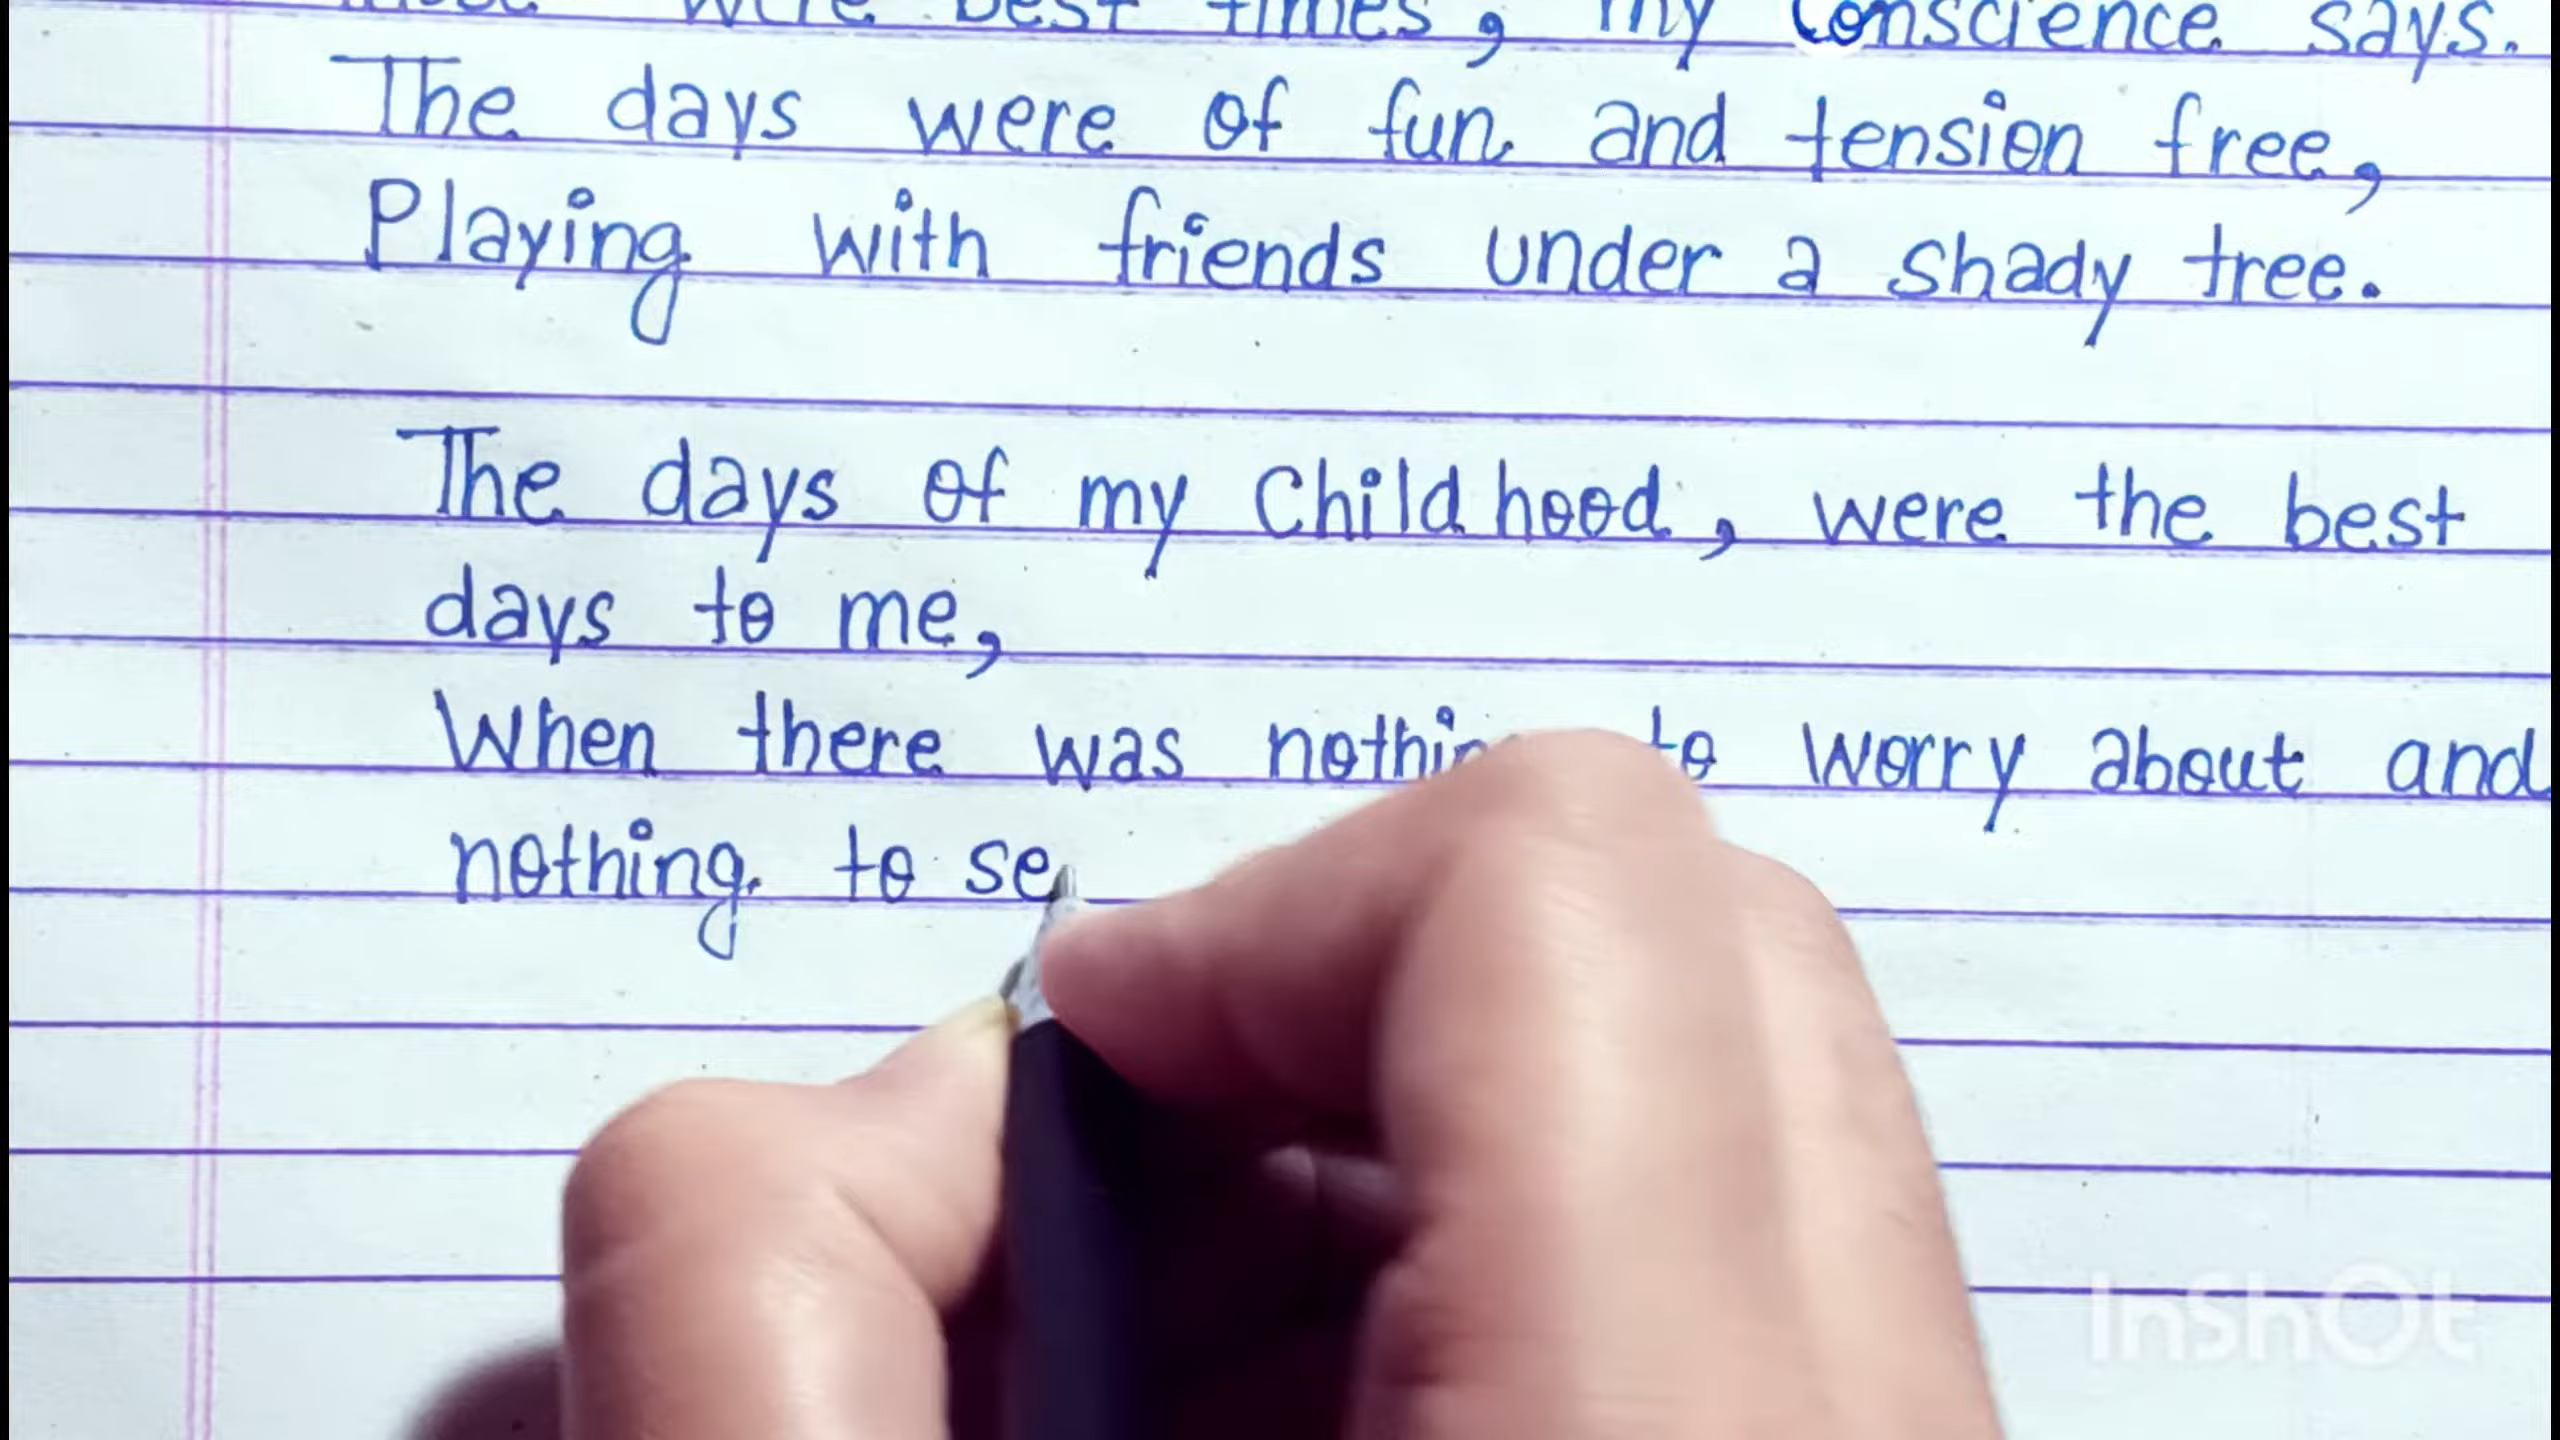 were best times, my conscience says.
The days were of fun and tension free,
Playing with friends under a shady tree.
The days of my Childhood, were the best
days to me,
When there was nothing to worry about and
nothing to se
InShOt